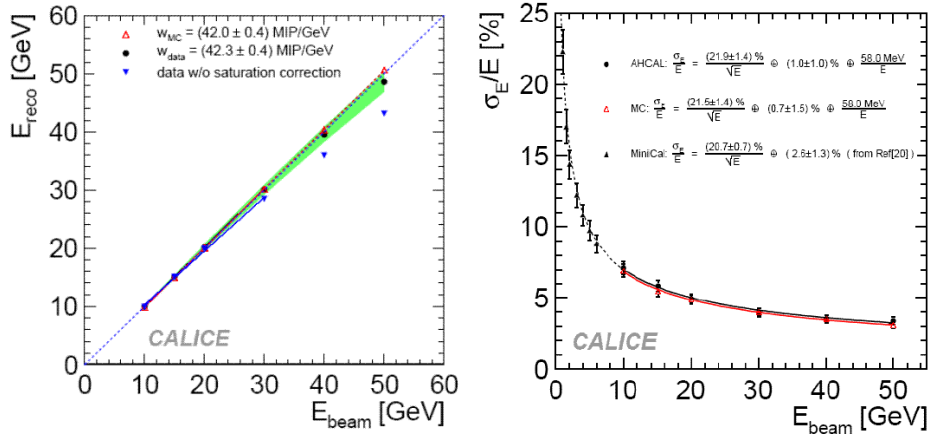 E_reco [GeV]
60
50
40
30
20
10
0
w_MC = (42.0 ± 0.4) MIP/GeV
w_data = (42.3 ± 0.4) MIP/GeV
data w/o saturation correction
CALICE
0 10 20 30 40 50 60
E_beam [GeV]
σ_E/E [%]
25
20
15
10
5
0
AHCAL: σ_E/E = (21.9±1.4) %/√E ⊕ (1.0±1.0) % ⊕ 58.0 MeV/E
MC: σ_E/E = (21.5±1.4) %/√E ⊕ (0.7±1.5) % ⊕ 58.0 MeV/E
MiniCal: σ_E/E = (20.7±0.7) %/√E ⊕ (2.6±1.3) % (from Ref[20])
CALICE
0 10 20 30 40 50
E_beam [GeV]